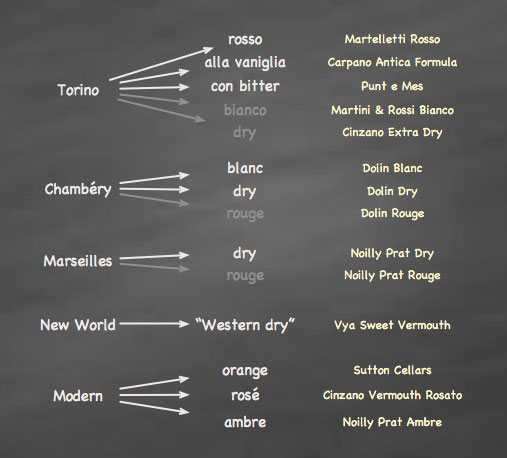 rosso Martelletti Rosso
alla vaniglia Carpano Antica Formula
Torino con bitter Punt e Mes
bianco Martini & Rossi Bianco
dry Cinzano Extra Dry
blanc Dolin Blanc
Chambéry dry Dolin Dry
rouge Dolin Rouge
Marseilles dry Noilly Prat Dry
rouge Noilly Prat Rouge
New World "Western dry" Vya Sweet Vermouth
orange Sutton Cellars
Modern rosé Cinzano Vermouth Rosato
ambre Noilly Prat Ambre